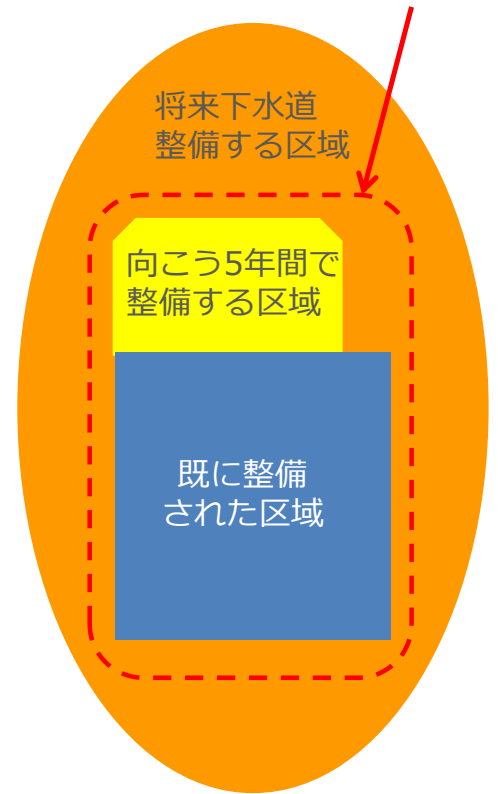 将来下水道
整備する区域
向こう5年間で
整備する区域
既に整備
された区域